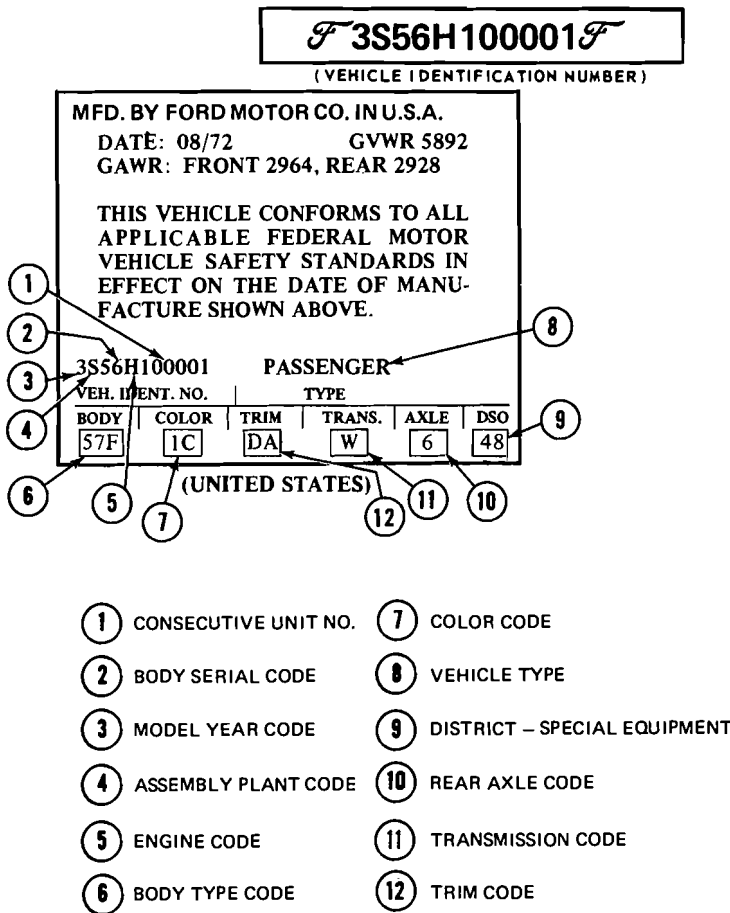 F 3S56H100001 F
(VEHICLE IDENTIFICATION NUMBER)
MFD. BY FORD MOTOR CO. IN U.S.A.
DATE: 08/72 GVWR 5892
GAWR: FRONT 2964, REAR 2928
THIS VEHICLE CONFORMS TO ALL
APPLICABLE FEDERAL MOTOR
VEHICLE SAFETY STANDARDS IN
EFFECT ON THE DATE OF MANU-
FACTURE SHOWN ABOVE.
1
2
8
3S56H100001 PASSENGER
3
VEH. IDENT. NO. TYPE
4
BODY COLOR TRIM TRANS. AXLE DSO
9
57F 1C DA W 6 48
(UNITED STATES)
6 5 7 12 11 10
1 CONSECUTIVE UNIT NO. 7 COLOR CODE
2 BODY SERIAL CODE 8 VEHICLE TYPE
3 MODEL YEAR CODE 9 DISTRICT – SPECIAL EQUIPMENT
4 ASSEMBLY PLANT CODE 10 REAR AXLE CODE
5 ENGINE CODE 11 TRANSMISSION CODE
6 BODY TYPE CODE 12 TRIM CODE